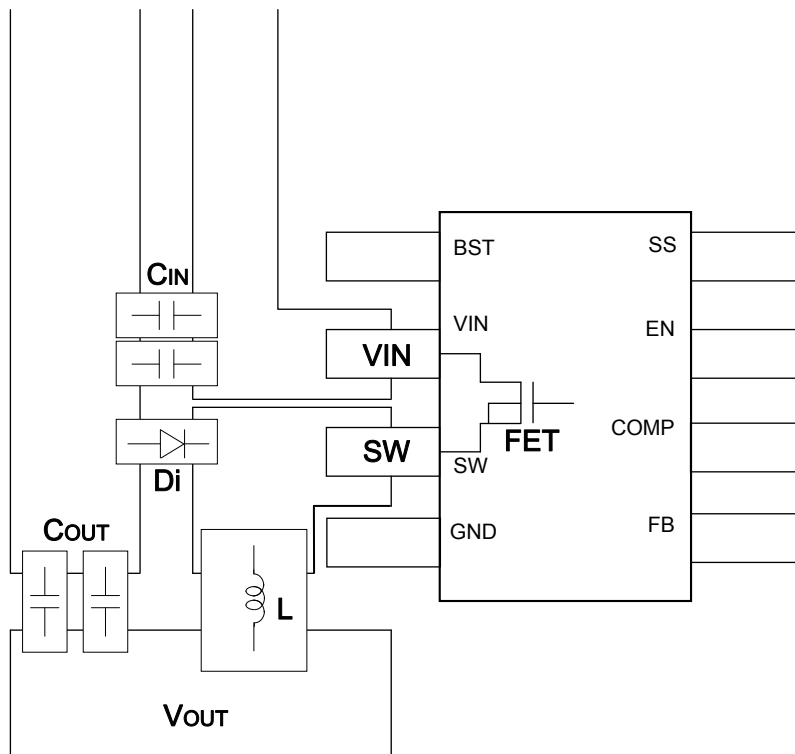 CIN
VIN
SW
Di
COUT
L
VOUT
BST
VIN
SW
GND
FET
SS
EN
COMP
FB